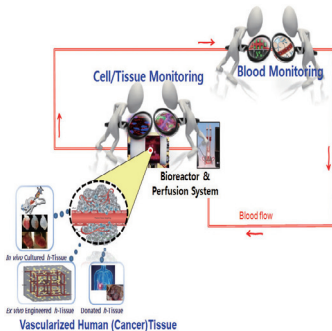 Cell/Tissue Monitoring
Blood Monitoring
Bioreactor &
Perfusion System
Blood flow
In vivo Cultured h-Tissue
Ex vivo Engineered h-Tissue
Donated h-Tissue
Vascularized Human (Cancer)Tissue